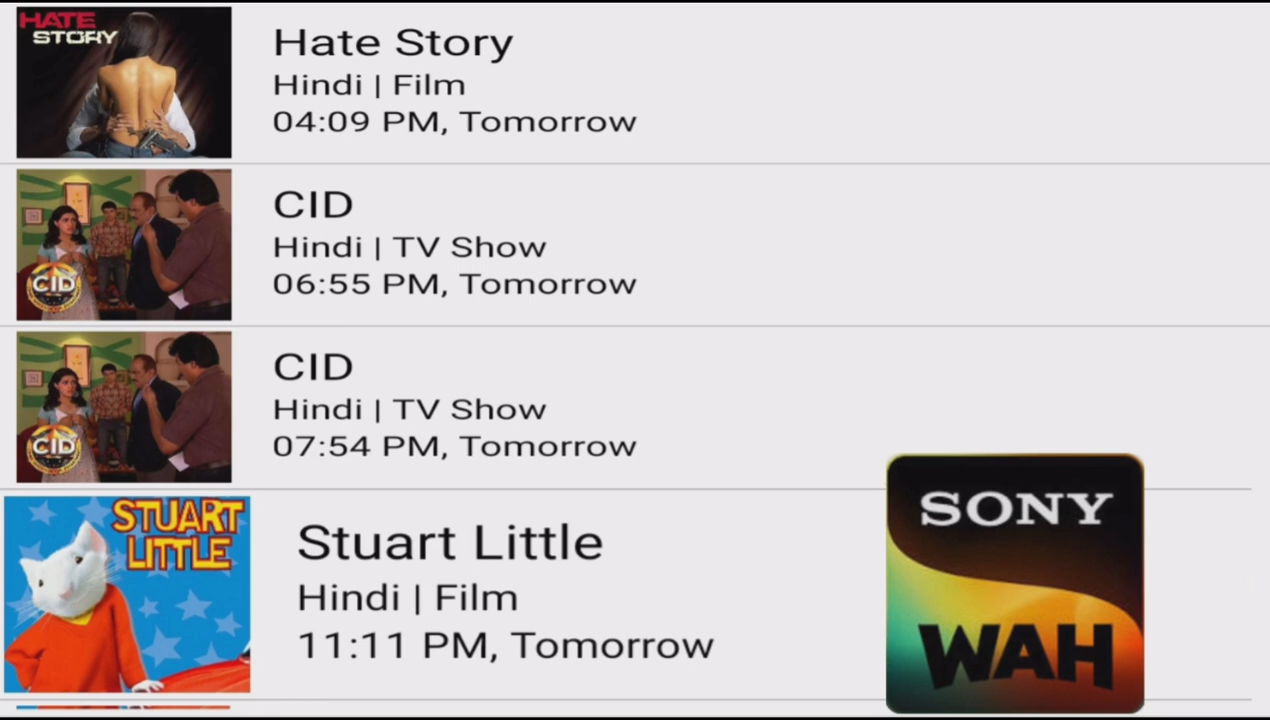 HATE
STORY
Hate Story
Hindi | Film
04:09 PM, Tomorrow
CID
CID
Hindi | TV Show
06:55 PM, Tomorrow
CID
CID
Hindi | TV Show
07:54 PM, Tomorrow
STUART
LITTLE
Stuart Little
Hindi | Film
11:11 PM, Tomorrow
SONY
WAH